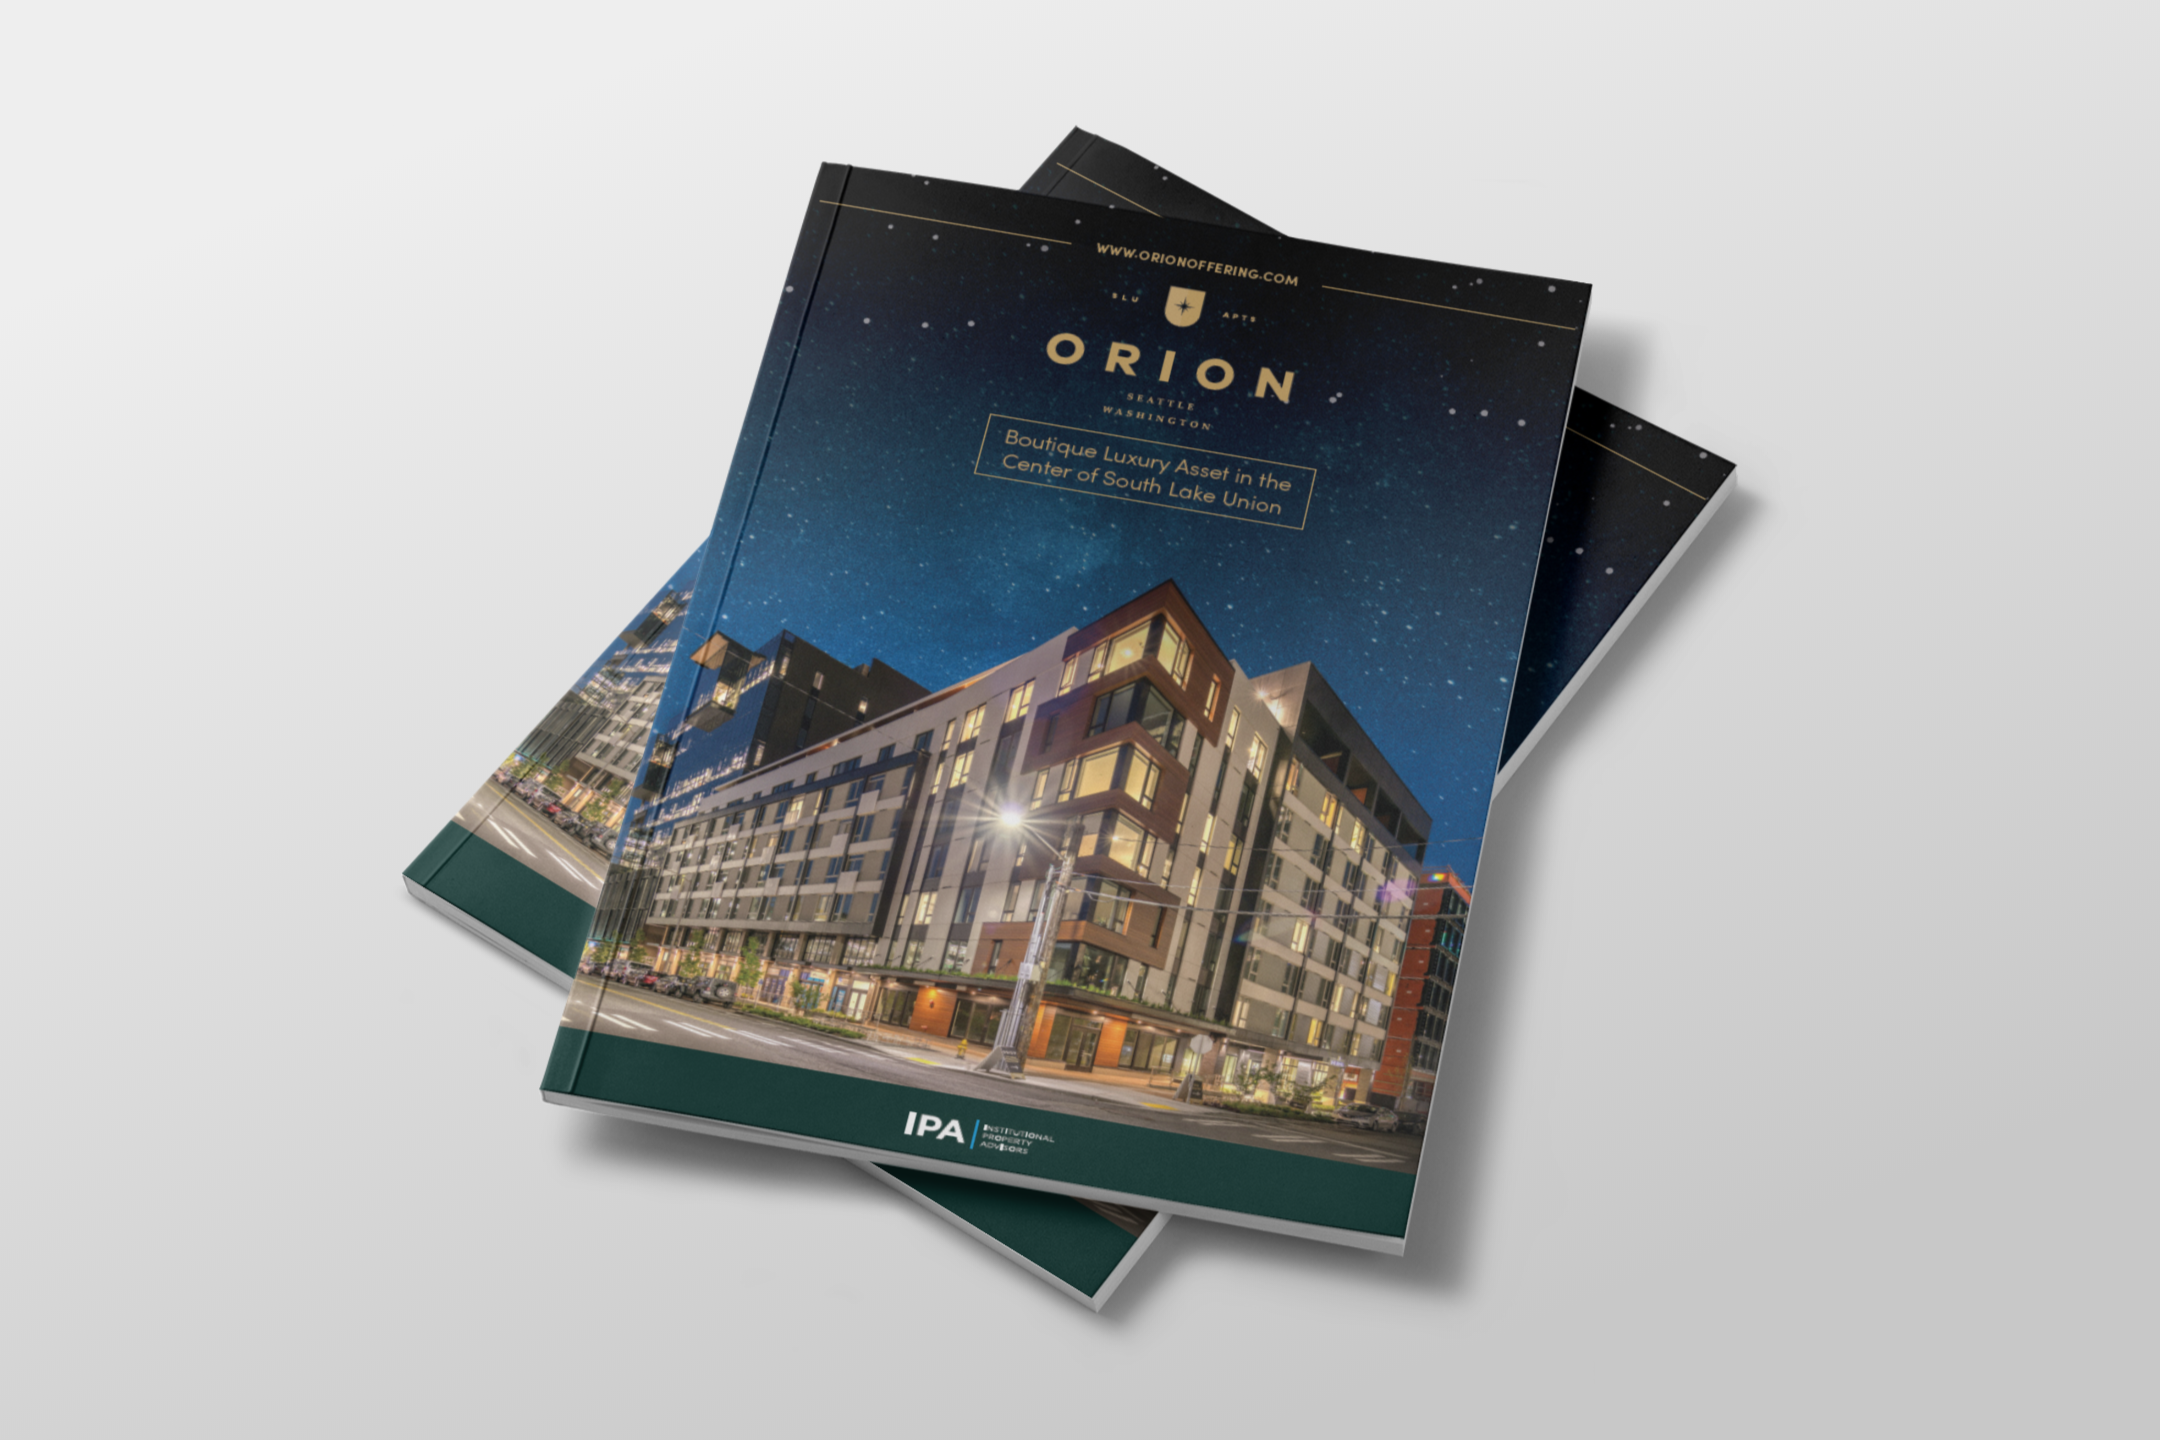 WWW.ORIONOFFERING.COM
SLU APTS
ORION
SEATTLE
WASHINGTON
Boutique Luxury Asset in the
Center of South Lake Union
IPA
INSTITUTIONAL
PROPERTY
ADVISORS